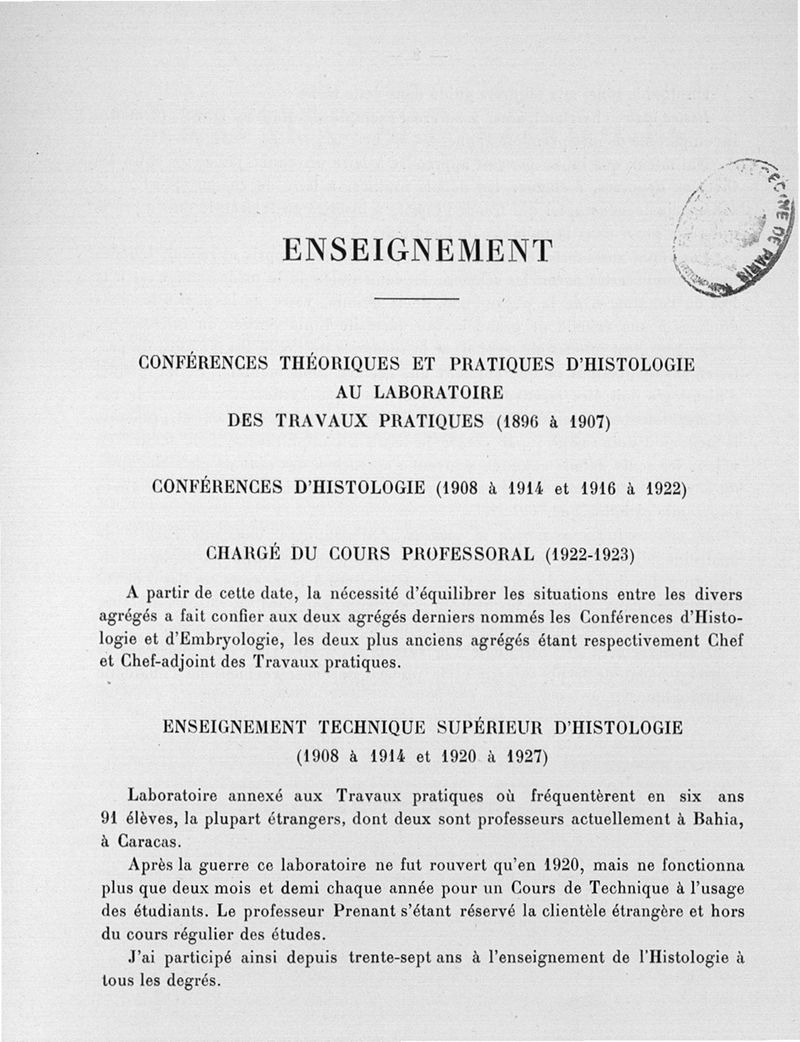 ENSEIGNEMENT
CONFÉRENCES THÉORIQUES ET PRATIQUES D'HISTOLOGIE
AU LABORATOIRE
DES TRAVAUX PRATIQUES (1896 à 1907)
CONFÉRENCES D'HISTOLOGIE (1908 à 1914 et 1916 à 1922)
CHARGÉ DU COURS PROFESSORAL (1922-1923)
A partir de cette date, la nécessité d'équilibrer les situations entre les divers
agrégés a fait confier aux deux agrégés derniers nommés les Conférences d'Histo-
logie et d'Embryologie, les deux plus anciens agrégés étant respectivement Chef
et Chef-adjoint des Travaux pratiques.
ENSEIGNEMENT TECHNIQUE SUPÉRIEUR D'HISTOLOGIE
(1908 à 1914 et 1920 à 1927)
Laboratoire annexé aux Travaux pratiques où fréquentèrent en six ans
91 élèves, la plupart étrangers, dont deux sont professeurs actuellement à Bahia,
à Caracas.
Après la guerre ce laboratoire ne fut rouvert qu'en 1920, mais ne fonctionna
plus que deux mois et demi chaque année pour un Cours de Technique à l'usage
des étudiants. Le professeur Prenant s'étant réservé la clientèle étrangère et hors
du cours régulier des études.
J'ai participé ainsi depuis trente-sept ans à l'enseignement de l'Histologie à
tous les degrés.
DE PARIS